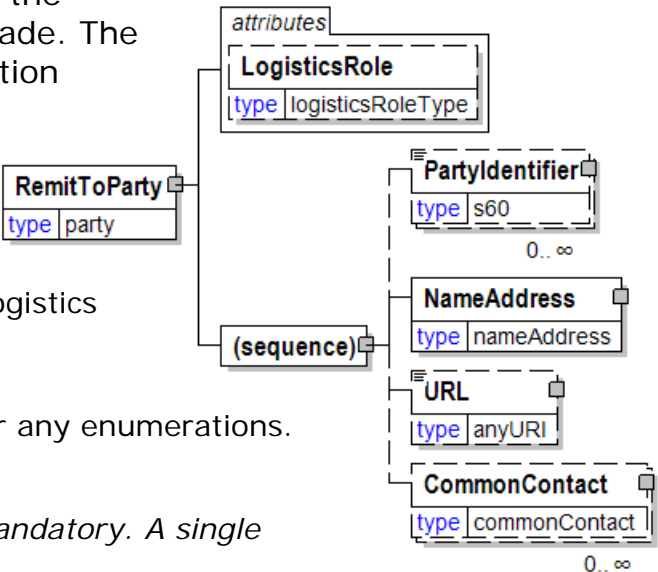 the
ade. The
tion
attributes
LogisticsRole
type logisticsRoleType
RemitToParty
type party
PartyIdentifier
type s60
0.. ∞
ogistics
NameAddress
type nameAddress
(sequence)
URL
type anyURI
r any enumerations.
CommonContact
type commonContact
andatory. A single
0.. ∞